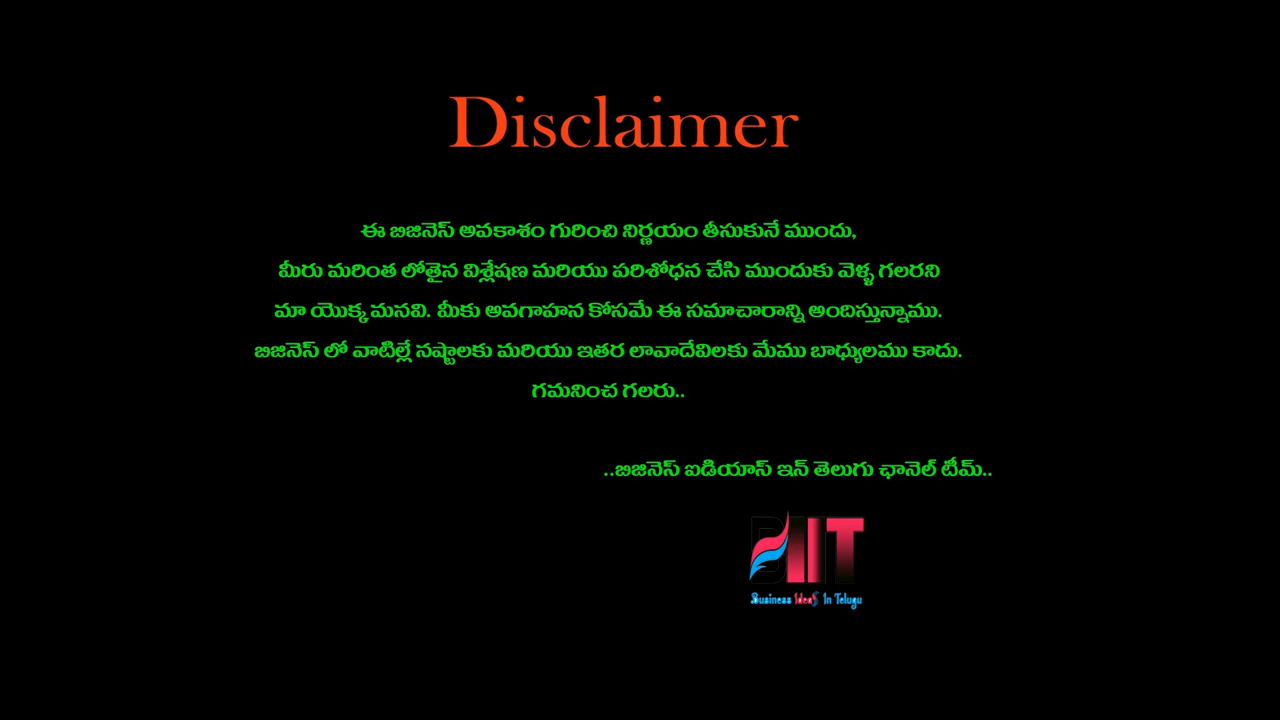 Disclaimer
ఈ బిజినెస్ అవకాశం గురించి నిర్ణయం తీసుకునే ముందు,
మీరు మరింత లోతైన విశ్లేషణ మరియు పరిశోధన చేసి ముందుకు వెళ్ళ గలరని
మా యొక్క మనవి. మీకు అవగాహన కోసమే ఈ సమాచారాన్ని అందిస్తున్నాము.
బిజినెస్ లో వాటిల్లే నష్టాలకు మరియు ఇతర లావాదేవిలకు మేము బాధ్యులము కాదు.
గమనించ గలరు..
..బిజినెస్ ఐడియాస్ ఇన్ తెలుగు ఛానెల్ టీమ్..
BIIT
Business Ideas In Telugu